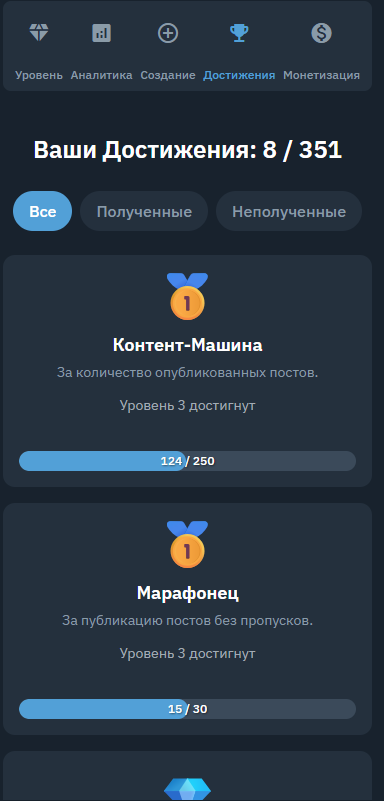 Уровень Аналитика Создание Достижения Монетизация
Ваши Достижения: 8 / 351
Все Полученные Неполученные
1
Контент-Машина
За количество опубликованных постов.
Уровень 3 достигнут
124 / 250
1
Марафонец
За публикацию постов без пропусков.
Уровень 3 достигнут
15 / 30